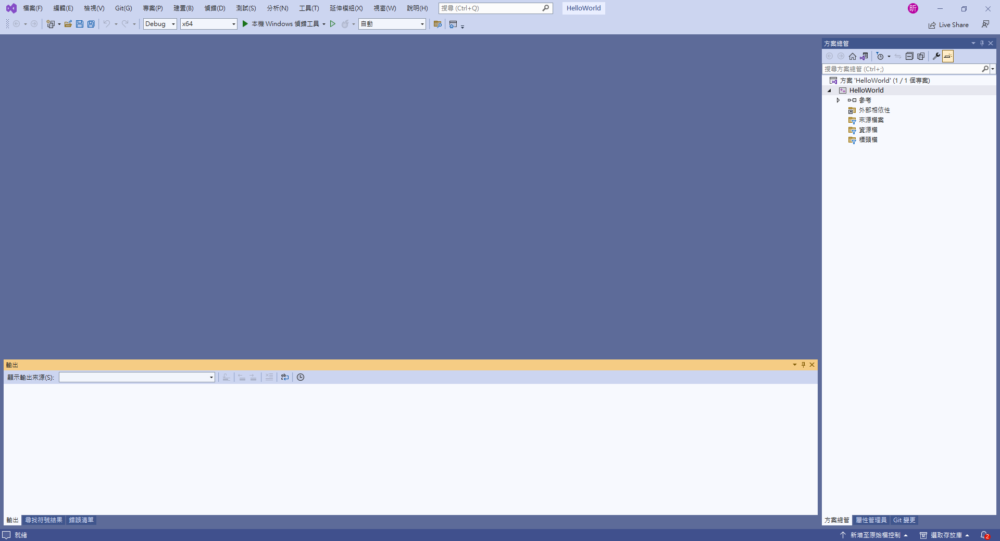 檔案(F) 編輯(E) 檢視(V) Git(G) 專案(P) 建置(B) 偵錯(D) 測試(S) 分析(N) 工具(T) 延伸模組(X) 視窗(W) 說明(H) 搜尋 (Ctrl+Q) HelloWorld 昕
Debug x64 本機 Windows 偵錯工具 自動 Live Share
方案總管
搜尋方案總管 (Ctrl+;)
方案 'HelloWorld' (1 / 1 個專案)
HelloWorld
參考
外部相依性
來源檔案
資源檔
標頭檔
輸出
顯示輸出來源(S):
輸出 尋找符號結果 錯誤清單
方案總管 屬性管理員 Git 變更
就緒 新增至原始檔控制 選取存放庫 2